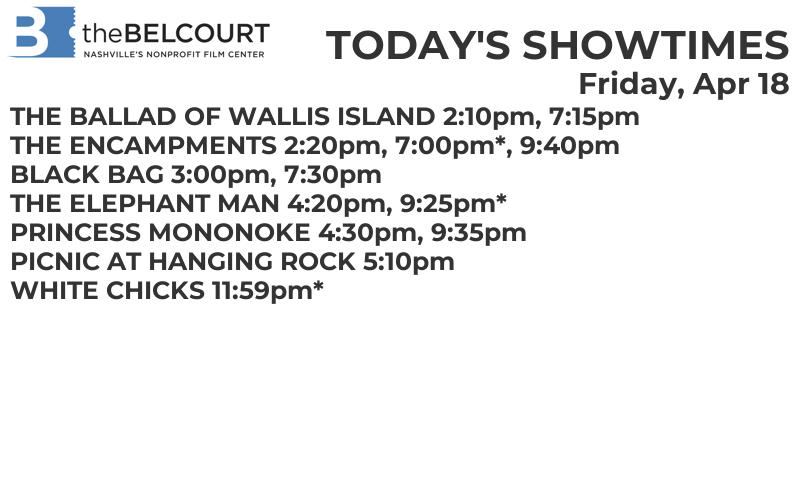 B theBELCOURT
NASHVILLE'S NONPROFIT FILM CENTER
TODAY'S SHOWTIMES
Friday, Apr 18
THE BALLAD OF WALLIS ISLAND 2:10pm, 7:15pm
THE ENCAMPMENTS 2:20pm, 7:00pm*, 9:40pm
BLACK BAG 3:00pm, 7:30pm
THE ELEPHANT MAN 4:20pm, 9:25pm*
PRINCESS MONONOKE 4:30pm, 9:35pm
PICNIC AT HANGING ROCK 5:10pm
WHITE CHICKS 11:59pm*